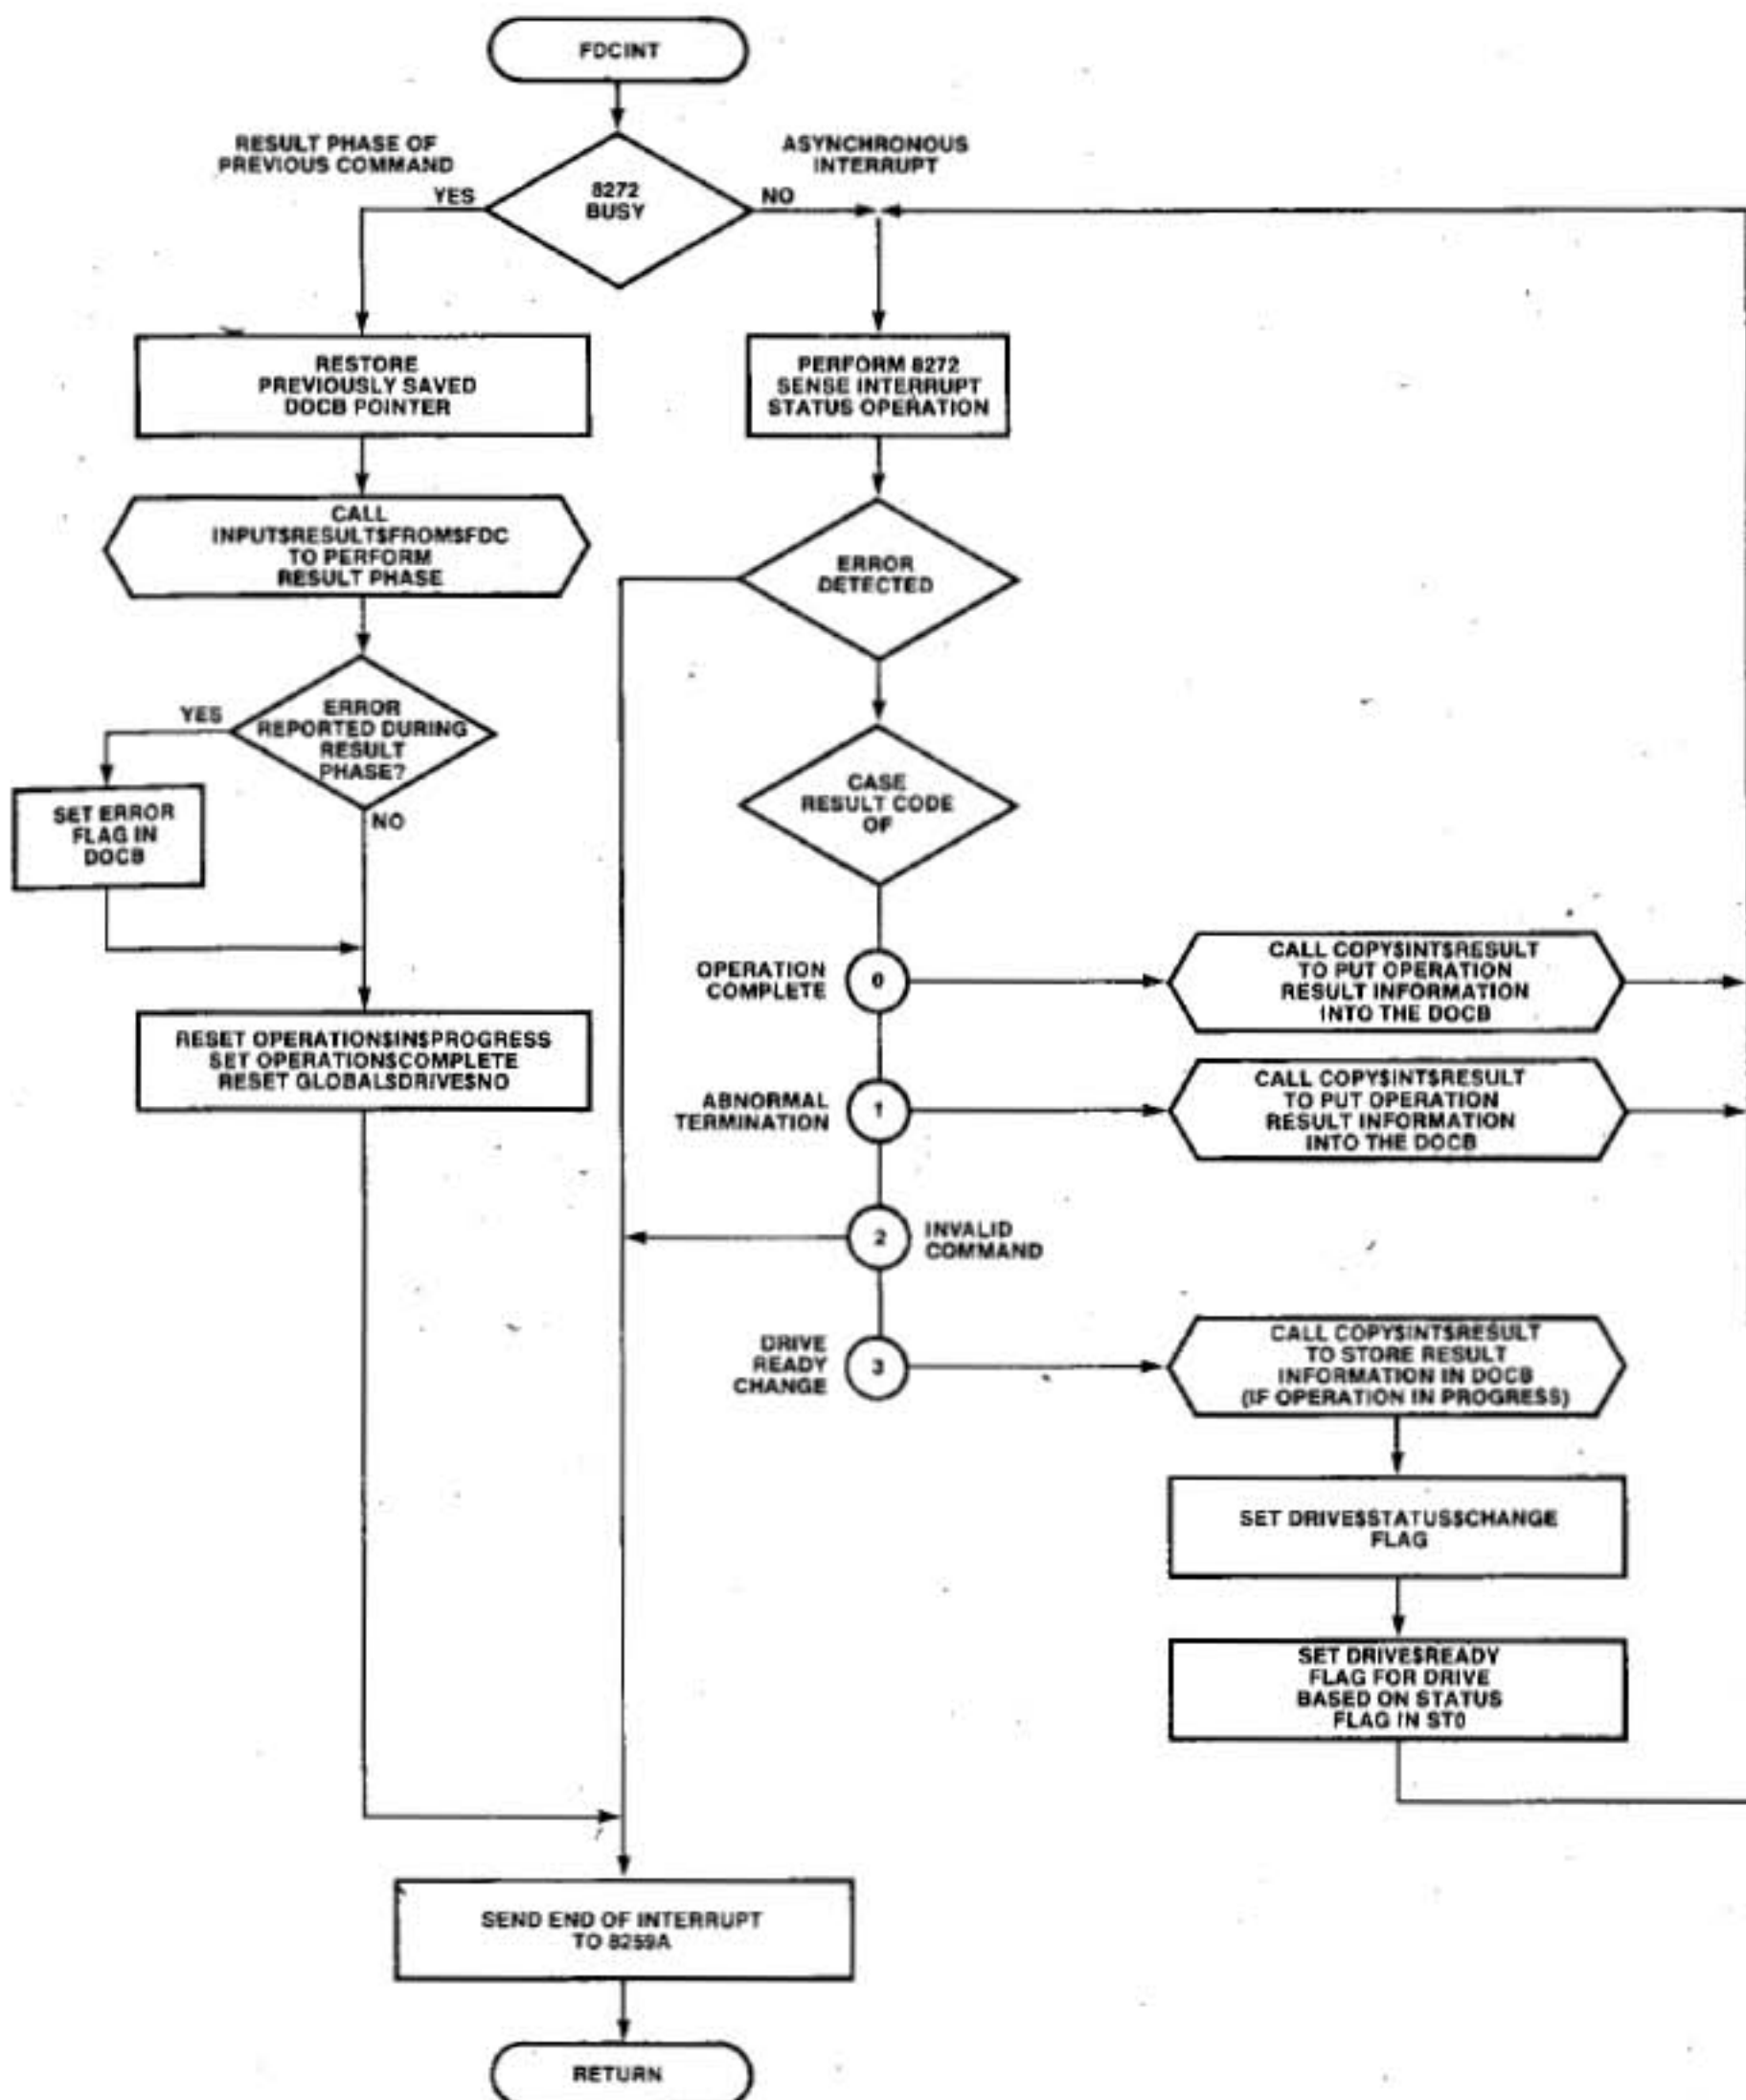 FDCINT
RESULT PHASE OF
PREVIOUS COMMAND
ASYNCHRONOUS
INTERRUPT
YES
8272
BUSY
NO
RESTORE
PREVIOUSLY SAVED
DOCB POINTER
PERFORM 8272
SENSE INTERRUPT
STATUS OPERATION
CALL
INPUT$RESULT$FROM$FDC
TO PERFORM
RESULT PHASE
ERROR
DETECTED
YES
ERROR
REPORTED DURING
RESULT
PHASE?
NO
SET ERROR
FLAG IN
DOCB
CASE
RESULT CODE
OF
OPERATION
COMPLETE
0
CALL COPY$INT$RESULT
TO PUT OPERATION
RESULT INFORMATION
INTO THE DOCB
RESET OPERATION$IN$PROGRESS
SET OPERATION$COMPLETE
RESET GLOBAL$DRIVE$NO
ABNORMAL
TERMINATION
1
CALL COPY$INT$RESULT
TO PUT OPERATION
RESULT INFORMATION
INTO THE DOCB
2
INVALID
COMMAND
DRIVE
READY
CHANGE
3
CALL COPY$INT$RESULT
TO STORE RESULT
INFORMATION IN DOCB
(IF OPERATION IN PROGRESS)
SET DRIVE$STATUS$CHANGE
FLAG
SET DRIVE$READY
FLAG FOR DRIVE
BASED ON STATUS
FLAG IN ST0
SEND END OF INTERRUPT
TO 8259A
RETURN